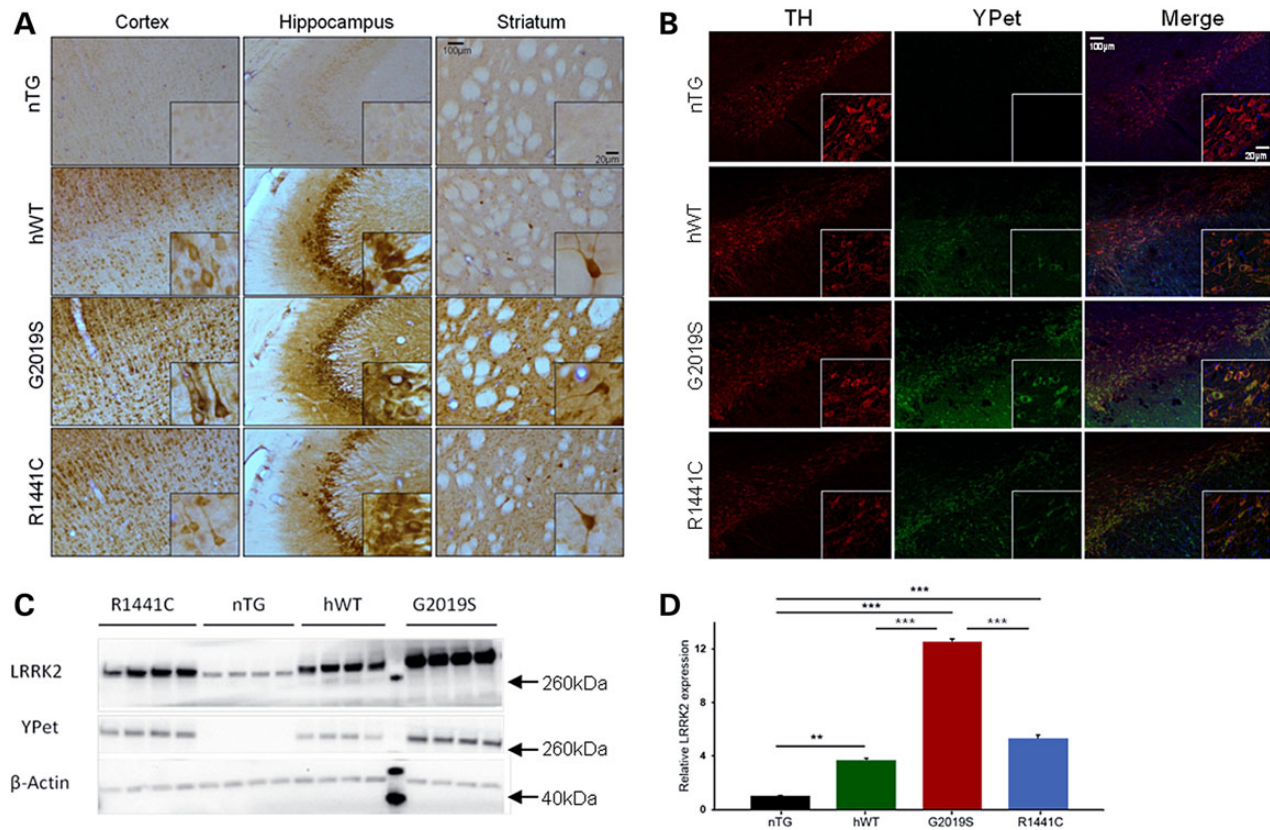 A
Cortex
Hippocampus
Striatum
100µm
nTG
20µm
hWT
G2019S
R1441C
B
TH
YPet
Merge
100µm
nTG
20µm
hWT
G2019S
R1441C
C
R1441C
nTG
hWT
G2019S
LRRK2
260kDa
YPet
260kDa
β-Actin
40kDa
D
***
***
*** ***
**
Relative LRRK2 expression
12
8
4
0
nTG hWT G2019S R1441C